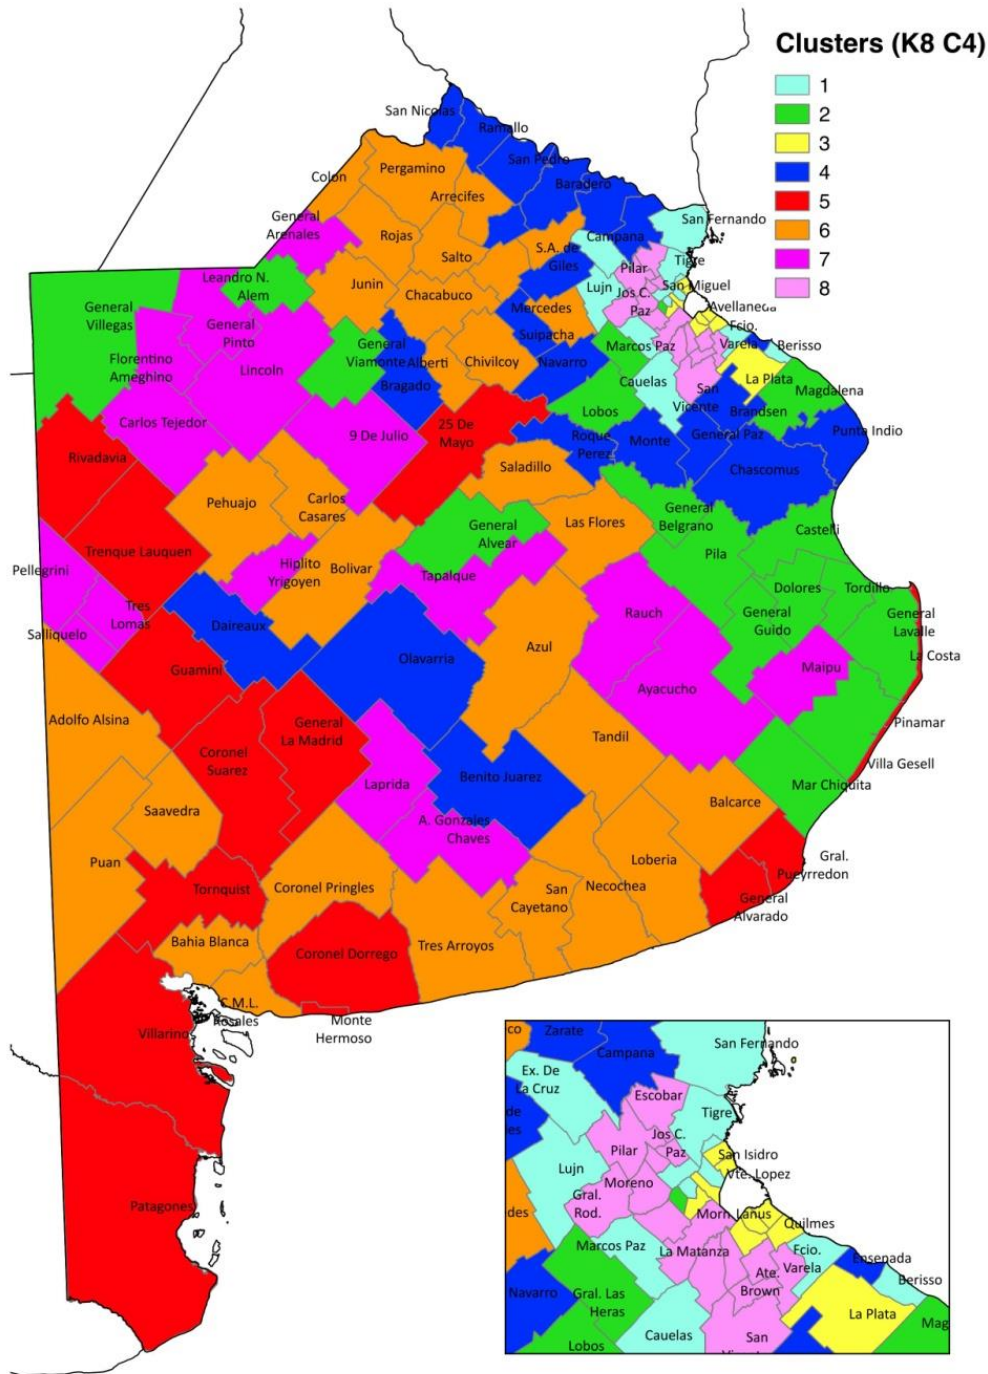 Clusters (K8 C4)
1
2
3
4
5
6
7
8
San Nicolas
Ramallo
San Pedro
Baradero
Pergamino
Colon
Arrecifes
General
Arenales
Rojas
Salto
S.A. de
Giles
Campana
San Fernando
Leandro N.
Alem
Junin
Chacabuco
Lujn
Pilar
Tigre
Jos C.
Paz
San Miguel
General
Villegas
General
Pinto
Mercedes
Suipacha
Avellaneda
Fcio.
Varela
Berisso
Florentino
Ameghino
Lincoln
General
Viamonte
Alberti
Bragado
Chivilcoy
Navarro
Marcos Paz
Cauelas
La Plata
San
Vicente
Magdalena
Brandsen
Carlos Tejedor
9 De Julio
25 De
Mayo
Lobos
Roque
Perez
Monte
General Paz
Punta Indio
Rivadavia
Saladillo
Chascomus
Pehuajo
Carlos
Casares
General
Alvear
Las Flores
General
Belgrano
Castelli
Trenque Lauquen
Pila
Pellegrini
Hiplito
Yrigoyen
Bolivar
Tapalque
Dolores
Tordillo
Tres
Lomas
Salliquelo
Daireaux
Rauch
General
Guido
General
Lavalle
Guamini
Olavarria
Azul
Maipu
La Costa
Ayacucho
Adolfo Alsina
General
La Madrid
Pinamar
Coronel
Suarez
Tandil
Villa Gesell
Laprida
Benito Juarez
Mar Chiquita
Saavedra
A. Gonzales
Chaves
Balcarce
Puan
Loberia
Gral.
Pueyrredon
Tornquist
Coronel Pringles
San
Cayetano
Necochea
General
Alvarado
Bahia Blanca
Coronel Dorrego
Tres Arroyos
C.M.L.
Rosales
Monte
Hermoso
Villarino
Patagones
co
Zarate
Campana
San Fernando
Ex. De
La Cruz
Escobar
de
es
Tigre
Jos C.
Paz
Pilar
San Isidro
Lujn
Vte. Lopez
Moreno
Gral.
Rod.
des
Morn
Lanus
Quilmes
Marcos Paz
La Matanza
Fcio.
Varela
Ensenada
Ate.
Brown
Berisso
Navarro
Gral. Las
Heras
La Plata
Mag
Lobos
Cauelas
San